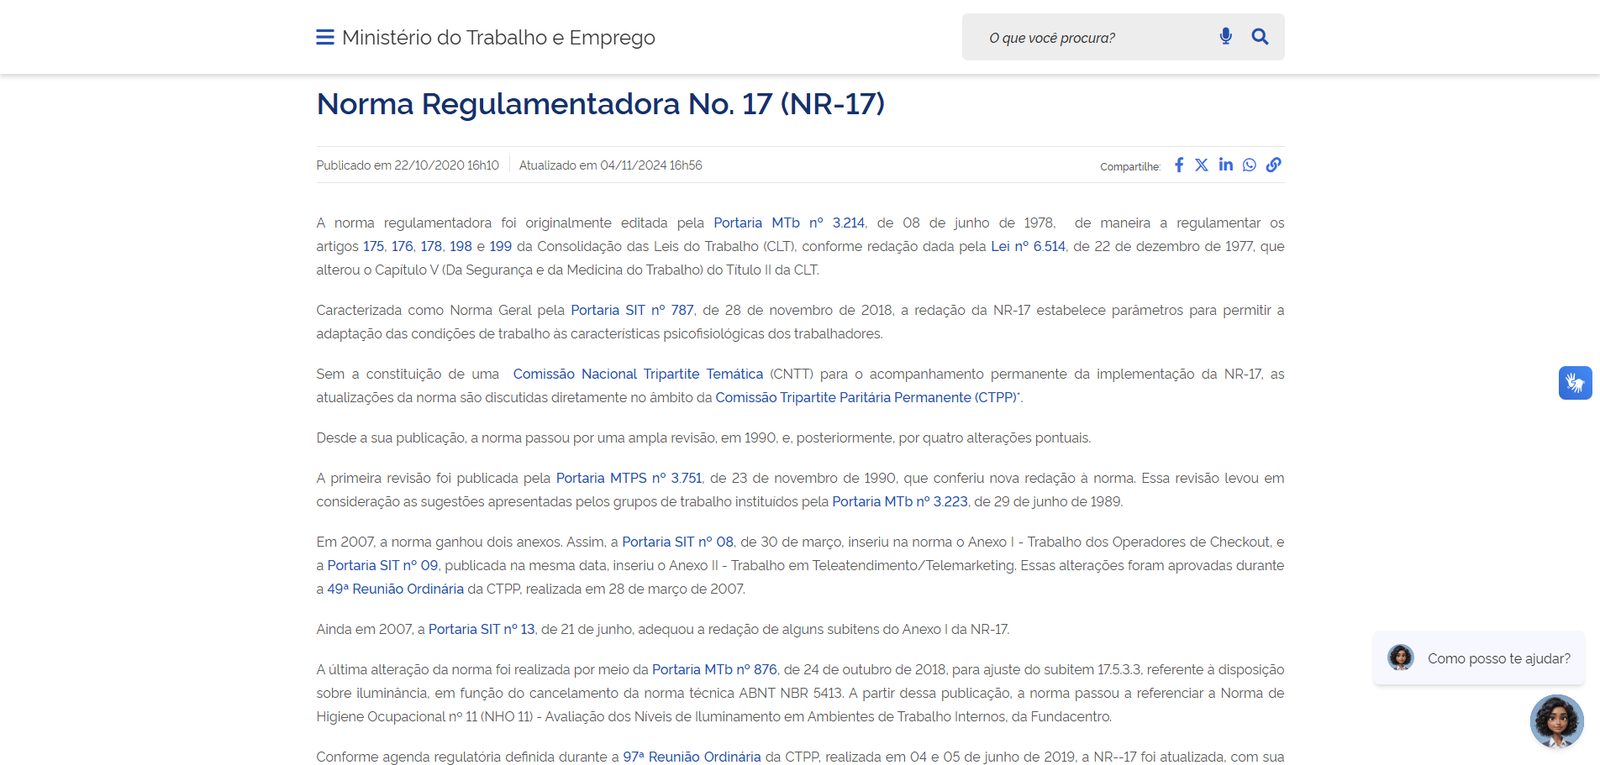 Ministério do Trabalho e Emprego
O que você procura?
Norma Regulamentadora No. 17 (NR-17)
Publicado em 22/10/2020 16h10 Atualizado em 04/11/2024 16h56 Compartilhe:
A norma regulamentadora foi originalmente editada pela Portaria MTb nº 3.214, de 08 de junho de 1978, de maneira a regulamentar os
artigos 175, 176, 178, 198 e 199 da Consolidação das Leis do Trabalho (CLT), conforme redação dada pela Lei nº 6.514, de 22 de dezembro de 1977, que
alterou o Capítulo V (Da Segurança e da Medicina do Trabalho) do Título II da CLT.
Caracterizada como Norma Geral pela Portaria SIT nº 787, de 28 de novembro de 2018, a redação da NR-17 estabelece parâmetros para permitir a
adaptação das condições de trabalho às características psicofisiológicas dos trabalhadores.
Sem a constituição de uma Comissão Nacional Tripartite Temática (CNTT) para o acompanhamento permanente da implementação da NR-17, as
atualizações da norma são discutidas diretamente no âmbito da Comissão Tripartite Paritária Permanente (CTPP)*.
Desde a sua publicação, a norma passou por uma ampla revisão, em 1990, e, posteriormente, por quatro alterações pontuais.
A primeira revisão foi publicada pela Portaria MTPS nº 3.751, de 23 de novembro de 1990, que conferiu nova redação à norma. Essa revisão levou em
consideração as sugestões apresentadas pelos grupos de trabalho instituídos pela Portaria MTb nº 3.223, de 29 de junho de 1989.
Em 2007, a norma ganhou dois anexos. Assim, a Portaria SIT nº 08, de 30 de março, inseriu na norma o Anexo I - Trabalho dos Operadores de Checkout, e
a Portaria SIT nº 09, publicada na mesma data, inseriu o Anexo II - Trabalho em Teleatendimento/Telemarketing. Essas alterações foram aprovadas durante
a 49ª Reunião Ordinária da CTPP, realizada em 28 de março de 2007.
Ainda em 2007, a Portaria SIT nº 13, de 21 de junho, adequou a redação de alguns subitens do Anexo I da NR-17.
A última alteração da norma foi realizada por meio da Portaria MTb nº 876, de 24 de outubro de 2018, para ajuste do subitem 17.5.3.3, referente à disposição
sobre iluminância, em função do cancelamento da norma técnica ABNT NBR 5413. A partir dessa publicação, a norma passou a referenciar a Norma de
Higiene Ocupacional nº 11 (NHO 11) - Avaliação dos Níveis de Iluminamento em Ambientes de Trabalho Internos, da Fundacentro.
Conforme agenda regulatória definida durante a 97ª Reunião Ordinária da CTPP, realizada em 04 e 05 de junho de 2019, a NR--17 foi atualizada, com sua
Como posso te ajudar?